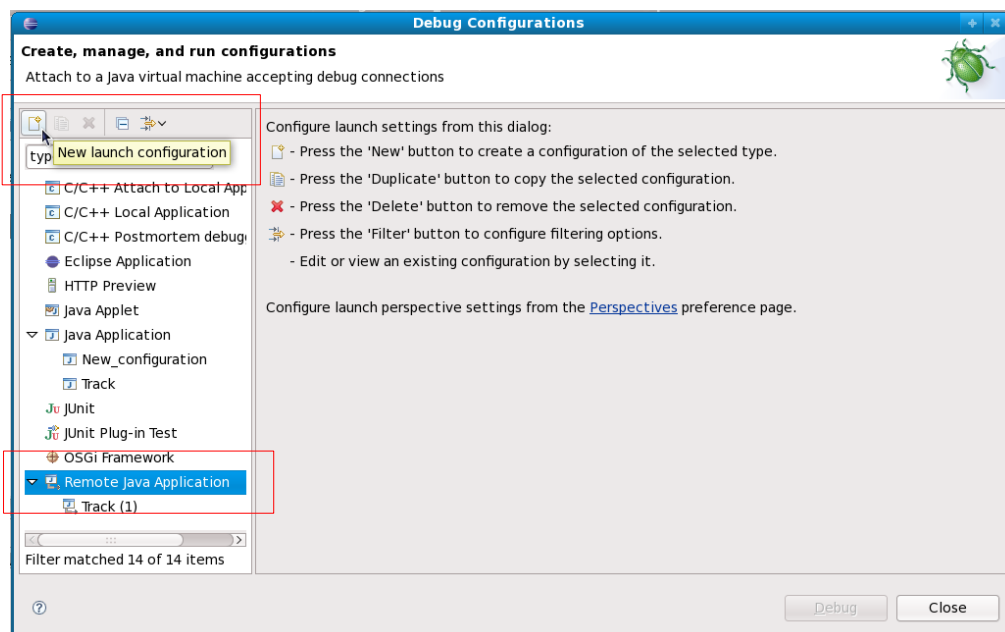 Debug Configurations
Create, manage, and run configurations
Attach to a Java virtual machine accepting debug connections
typ
New launch configuration
C/C++ Attach to Local App
C/C++ Local Application
C/C++ Postmortem debug
Eclipse Application
HTTP Preview
Java Applet
Java Application
New_configuration
Track
JUnit
JUnit Plug-in Test
OSGi Framework
Remote Java Application
Track (1)
Filter matched 14 of 14 items
Configure launch settings from this dialog:
- Press the 'New' button to create a configuration of the selected type.
- Press the 'Duplicate' button to copy the selected configuration.
- Press the 'Delete' button to remove the selected configuration.
- Press the 'Filter' button to configure filtering options.
- Edit or view an existing configuration by selecting it.
Configure launch perspective settings from the Perspectives preference page.
Debug
Close